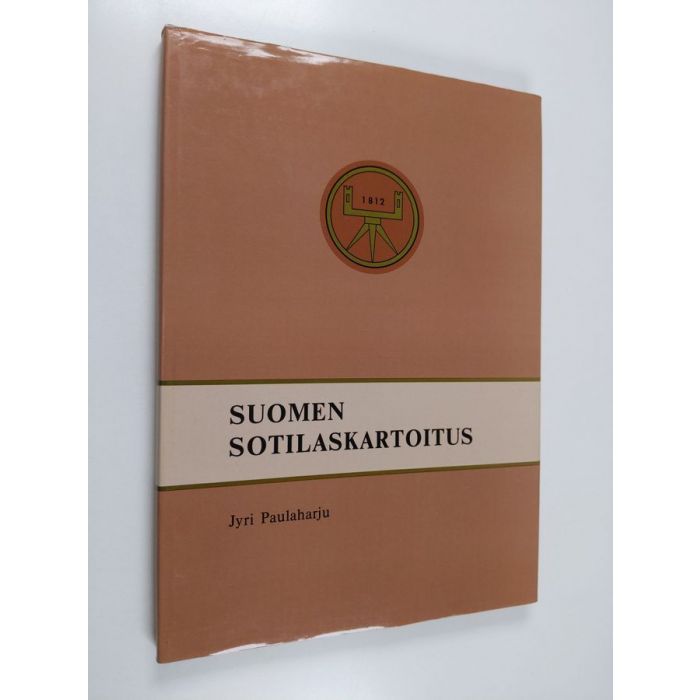 1812
SUOMEN
SOTILASKARTOITUS
Jyri Paulaharju